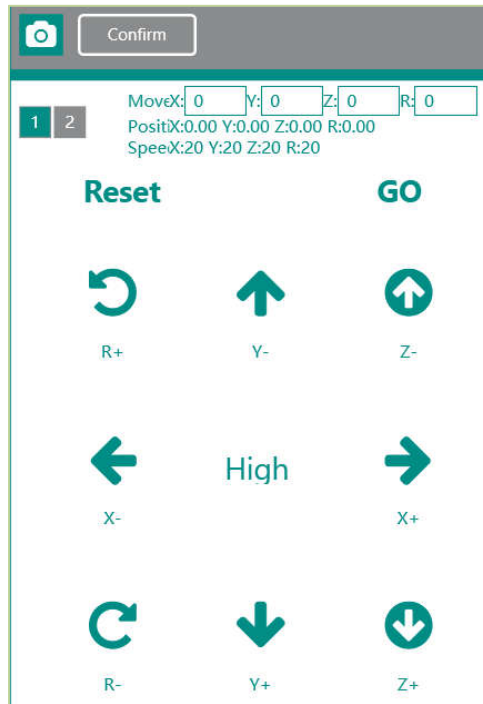 Confirm
MoveX: 0 Y: 0 Z: 0 R: 0
1 2
PositiX:0.00 Y:0.00 Z:0.00 R:0.00
SpeeX:20 Y:20 Z:20 R:20
Reset GO
R+ Y- Z-
High
X- X+
R- Y+ Z+